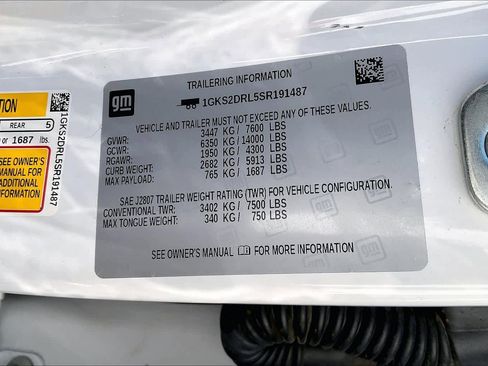 TRAILERING INFORMATION
gm
1GKS2DRL5SR191487
VEHICLE AND TRAILER MUST NOT EXCEED ANY OF THESE VALUES.
GVWR: 3447 KG/ 7600 LBS
GCWR: 6350 KG/ 14000 LBS
RGAWR: 1950 KG/ 4300 LBS
CURB WEIGHT: 2682 KG/ 5913 LBS
MAX PAYLOAD: 765 KG/ 1687 LBS
SAE J2807 TRAILER WEIGHT RATING (TWR) FOR VEHICLE CONFIGURATION.
CONVENTIONAL TWR: 3402 KG/ 7500 LBS
MAX TONGUE WEIGHT: 340 KG/ 750 LBS
SEE OWNER'S MANUAL FOR MORE INFORMATION
ATION
REAR 5
1687 lbs.
SEE OWNER'S
MANUAL FOR
ADDITIONAL
INFORMATION
1GKS2DRL5SR191487